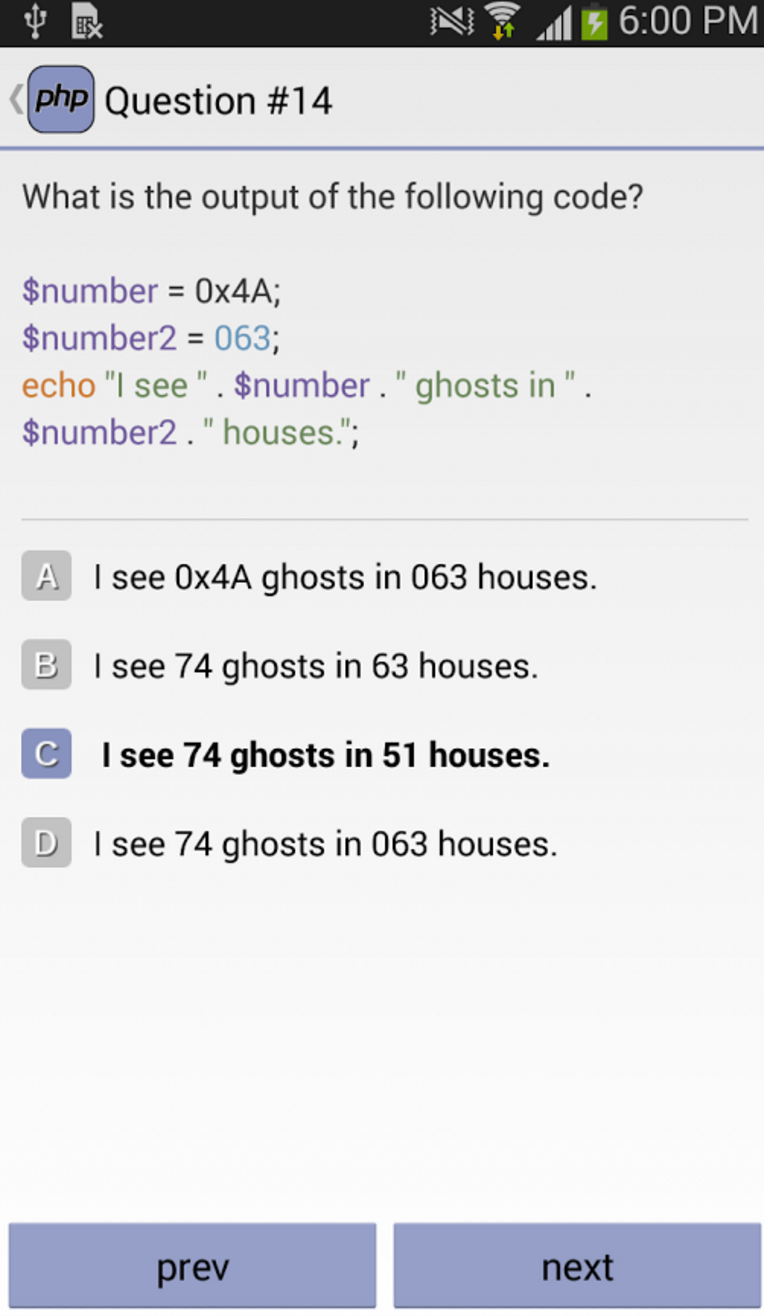 6:00 PM
php Question #14
What is the output of the following code?
$number = 0x4A;
$number2 = 063;
echo "I see " . $number . " ghosts in " .
$number2 . " houses.";
A I see 0x4A ghosts in 063 houses.
B I see 74 ghosts in 63 houses.
C I see 74 ghosts in 51 houses.
D I see 74 ghosts in 063 houses.
prev next